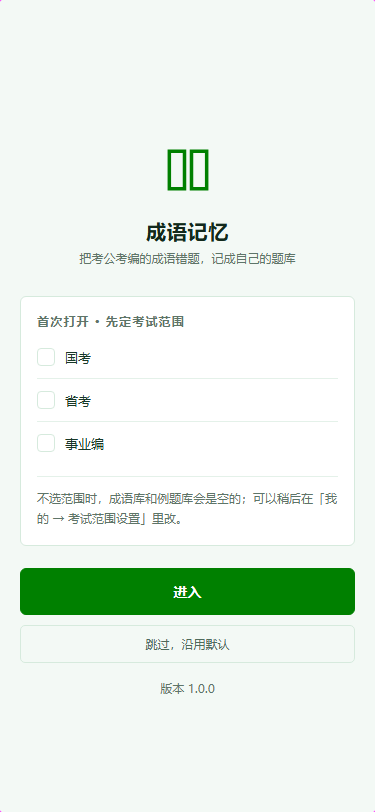 成语记忆
把考公考编的成语错题，记成自己的题库
首次打开 · 先定考试范围
国考
省考
事业编
不选范围时，成语库和例题库会是空的；可以稍后在「我
的 → 考试范围设置」里改。
进入
跳过，沿用默认
版本 1.0.0